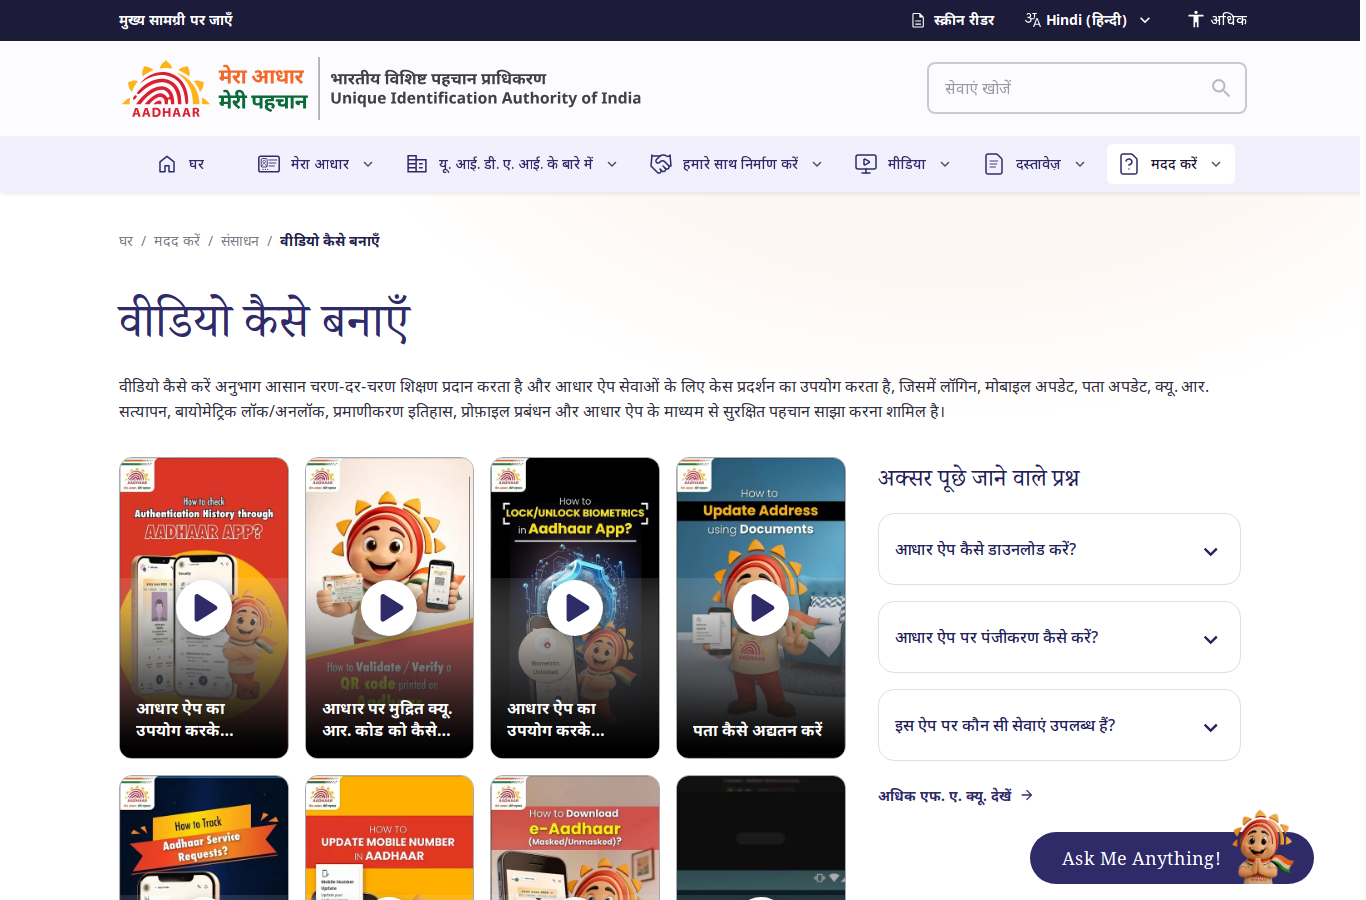 मुख्य सामग्री पर जाएँ
स्क्रीन रीडर
Hindi (हिन्दी)
अधिक
AADHAAR
मेरा आधार
मेरी पहचान
भारतीय विशिष्ट पहचान प्राधिकरण
Unique Identification Authority of India
सेवाएं खोजें
घर
मेरा आधार
यू. आई. डी. ए. आई. के बारे में
हमारे साथ निर्माण करें
मीडिया
दस्तावेज़
मदद करें
घर / मदद करें / संसाधन / वीडियो कैसे बनाएँ
वीडियो कैसे बनाएँ
वीडियो कैसे करें अनुभाग आसान चरण-दर-चरण शिक्षण प्रदान करता है और आधार ऐप सेवाओं के लिए केस प्रदर्शन का उपयोग करता है, जिसमें लॉगिन, मोबाइल अपडेट, पता अपडेट, क्यू. आर.
सत्यापन, बायोमेट्रिक लॉक/अनलॉक, प्रमाणीकरण इतिहास, प्रोफ़ाइल प्रबंधन और आधार ऐप के माध्यम से सुरक्षित पहचान साझा करना शामिल है।
How to check
Authentication History through
AADHAAR APP?
आधार ऐप का
उपयोग करके...
How to Validate / Verify a
QR code printed on
आधार पर मुद्रित क्यू.
आर. कोड को कैसे...
How to
LOCK/UNLOCK BIOMETRICS
in Aadhaar App?
Biometrics
Unlocked
आधार ऐप का
उपयोग करके...
How to
Update Address
using Documents
AADHAAR
पता कैसे अद्यतन करें
How to Track
Aadhaar Service
Requests?
HOW TO
UPDATE MOBILE NUMBER
IN AADHAAR
Mobile Number
Update
How to Download
e-Aadhaar
(Masked/Unmasked)?
अक्सर पूछे जाने वाले प्रश्न
आधार ऐप कैसे डाउनलोड करें?
आधार ऐप पर पंजीकरण कैसे करें?
इस ऐप पर कौन सी सेवाएं उपलब्ध हैं?
अधिक एफ. ए. क्यू. देखें
Ask Me Anything!